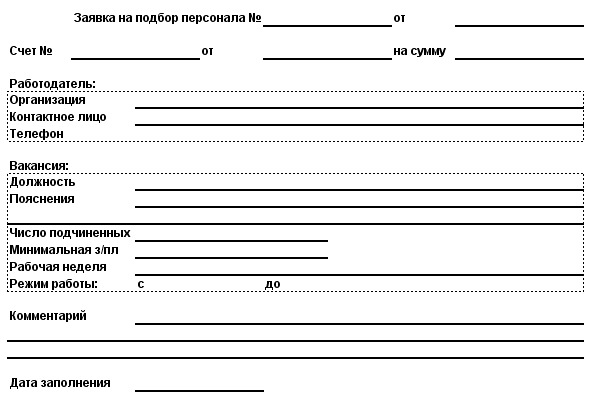 Заявка на подбор персонала № от
Счет № от на сумму
Работодатель:
Организация
Контактное лицо
Телефон
Вакансия:
Должность
Пояснения
Число подчиненных
Минимальная з/пл
Рабочая неделя
Режим работы: с до
Комментарий
Дата заполнения